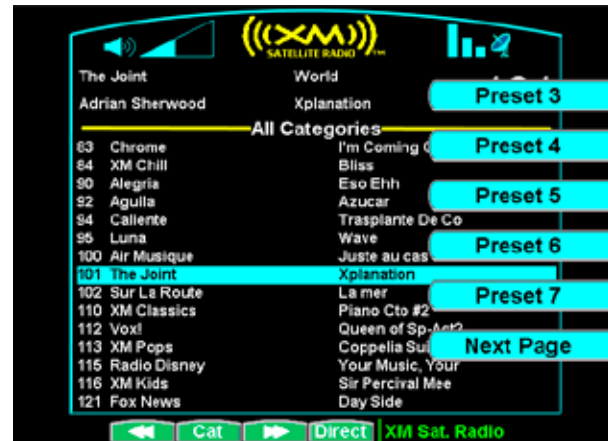 ((XM))
SATELLITE RADIO
The Joint World
Adrian Sherwood Xplanation
Preset 3
All Categories
Preset 4
83 Chrome I'm Coming
84 XM Chill Bliss
90 Alegria Eso Ehh
Preset 5
92 Aguila Azucar
94 Caliente Trasplante De Co
95 Luna Wave
Preset 6
100 Air Musique Juste au cas
101 The Joint Xplanation
102 Sur La Route La mer
Preset 7
110 XM Classics Piano Cto #2
112 Vox! Queen of
113 XM Pops Coppelia
Next Page
115 Radio Disney Your Music, Your
116 XM Kids Sir Percival Mee
121 Fox News Day Side
Cat Direct XM Sat. Radio